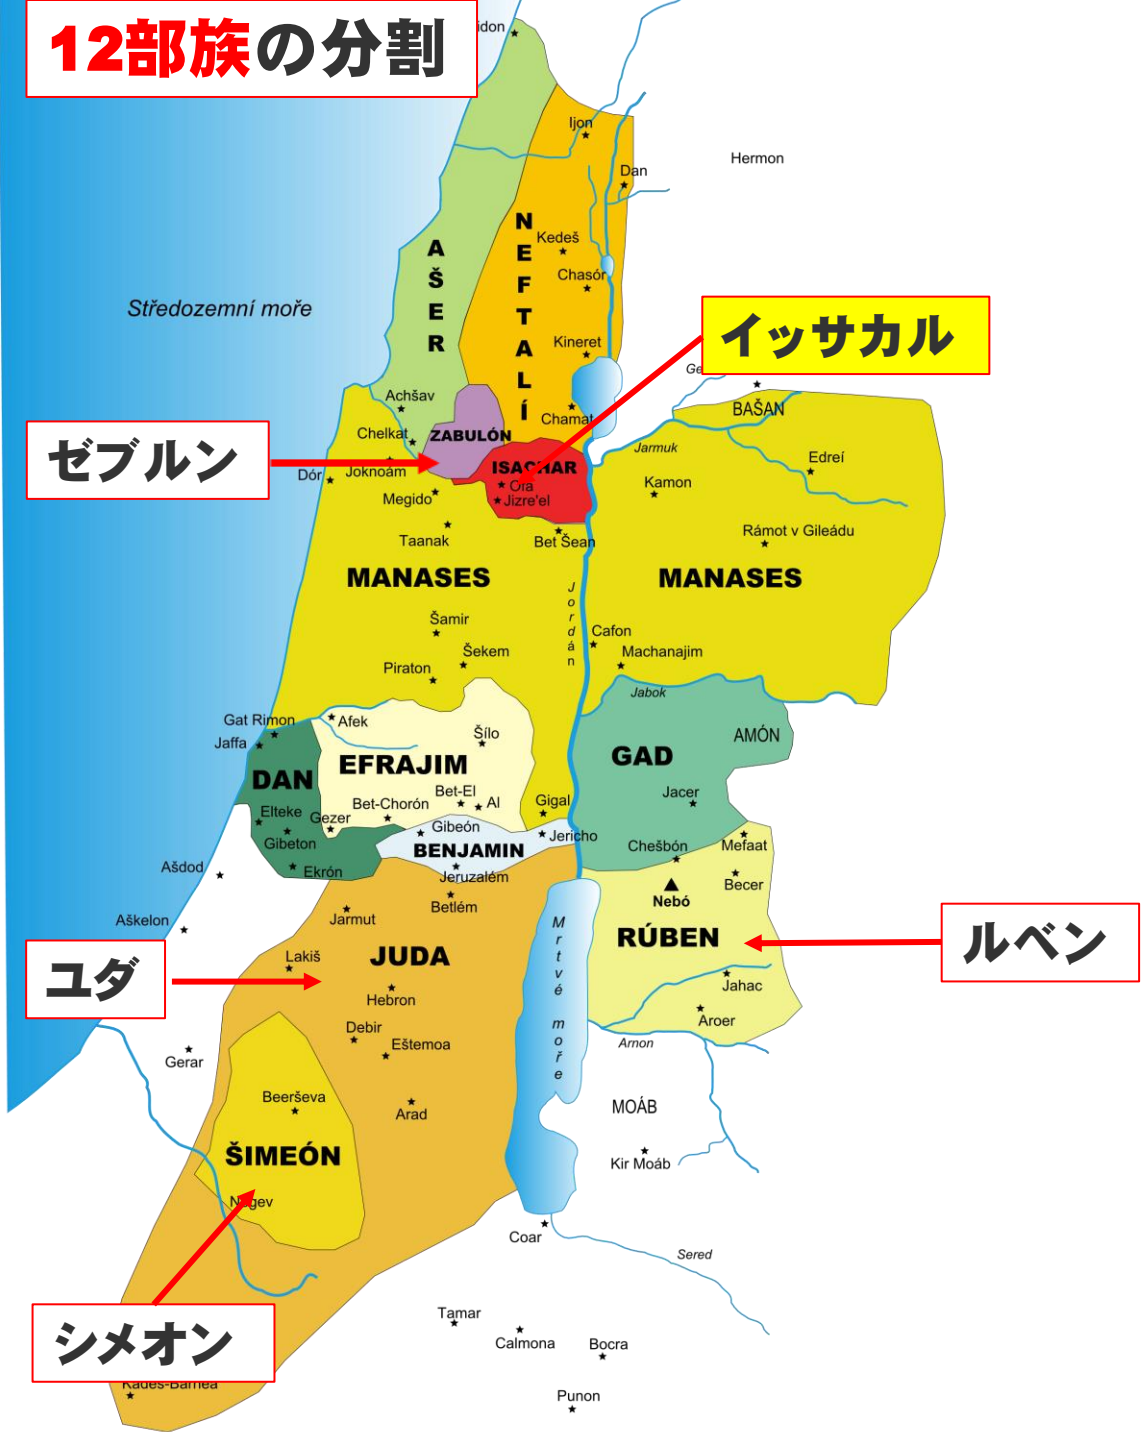 12部族の分割
idon
Ijon
Dan
Hermon
NEFTALÍ
Kedeš
AŠER
Chasór
Středozemní moře
イッサカル
Kineret
Ge
Achšav
BAŠAN
Chamat
Chelkat
ZABULÓN
ゼブルン
Jarmuk
Edreí
ISACHAR
Dór
Joknoám
Ofra
Kamon
Megido
Jizre'el
Rámot v Gileádu
Taanak
Bet Šean
MANASES
MANASES
Jordán
Šamir
Cafon
Šekem
Machanajim
Piraton
Jabok
Gat Rimon
Afek
Jaffa
Šílo
AMÓN
GAD
EFRAJIM
DAN
Bet-El
Jacer
Bet-Chorón
Al
Gigal
Elteke
Gezer
Gibeón
Jericho
Gibeton
BENJAMIN
Chešbón
Mefaat
Ašdod
Ekrón
Jeruzalém
Becer
Nebó
Betlém
Jarmut
Aškelon
Mrtvé moře
RÚBEN
ルベン
JUDA
Lakiš
ユダ
Jahac
Hebron
Aroer
Debir
Eštemoa
Arnon
Gerar
Beerševa
MOÁB
Arad
ŠIMEÓN
Kir Moáb
Negev
Coar
Sered
Tamar
シメオン
Calmona
Bocra
Kadeš-Barnea
Punon